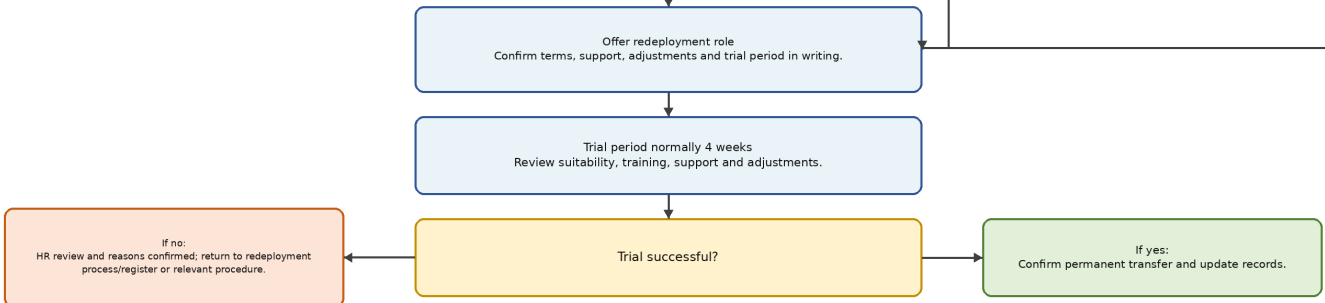 Offer redeployment role
Confirm terms, support, adjustments and trial period in writing.
Trial period normally 4 weeks
Review suitability, training, support and adjustments.
Trial successful?
If no:
HR review and reasons confirmed; return to redeployment
process/register or relevant procedure.
If yes:
Confirm permanent transfer and update records.